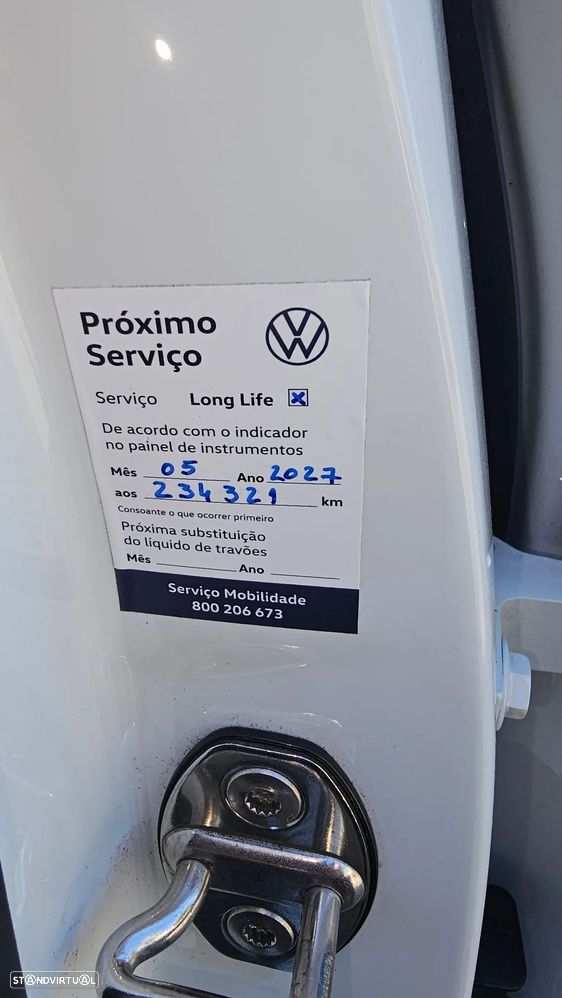 Próximo
Serviço
Serviço Long Life X
De acordo com o indicador
no painel de instrumentos
Mês 05 Ano 2027
aos 234321 km
Consoante o que ocorrer primeiro
Próxima substituição
do líquido de travões
Mês Ano
Serviço Mobilidade
800 206 673
STANDVIRTUAL